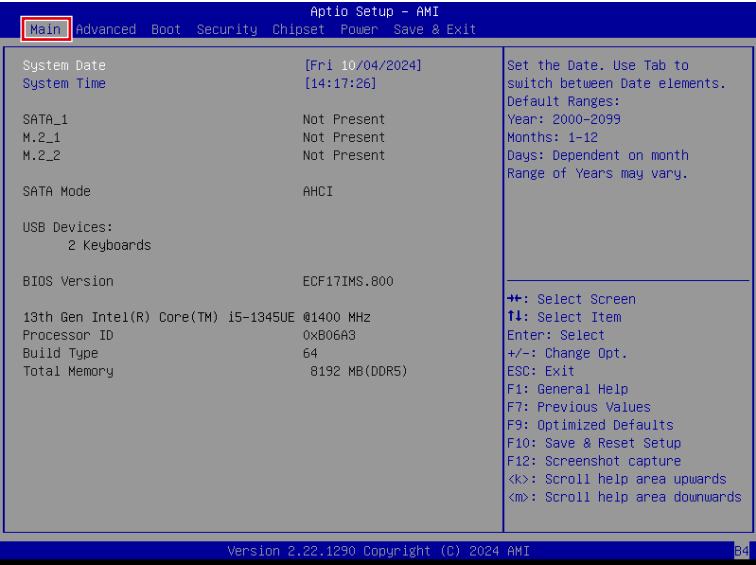 Aptio Setup - AMI
Main Advanced Boot Security Chipset Power Save & Exit
System Date [Fri 10/04/2024]
System Time [14:17:26]
SATA_1 Not Present
M.2_1 Not Present
M.2_2 Not Present
SATA Mode AHCI
USB Devices:
2 Keyboards
BIOS Version ECF17IMS.800
13th Gen Intel(R) Core(TM) i5-1345UE @1400 MHz
Processor ID 0xB06A3
Build Type 64
Total Memory 8192 MB(DDR5)
Set the Date. Use Tab to
switch between Date elements.
Default Ranges:
Year: 2000-2099
Months: 1-12
Days: Dependent on month
Range of Years may vary.
→←: Select Screen
↑↓: Select Item
Enter: Select
+/-: Change Opt.
ESC: Exit
F1: General Help
F7: Previous Values
F9: Optimized Defaults
F10: Save & Reset Setup
F12: Screenshot capture
<k>: Scroll help area upwards
<m>: Scroll help area downwards
Version 2.22.1290 Copyright (C) 2024 AMI
B4